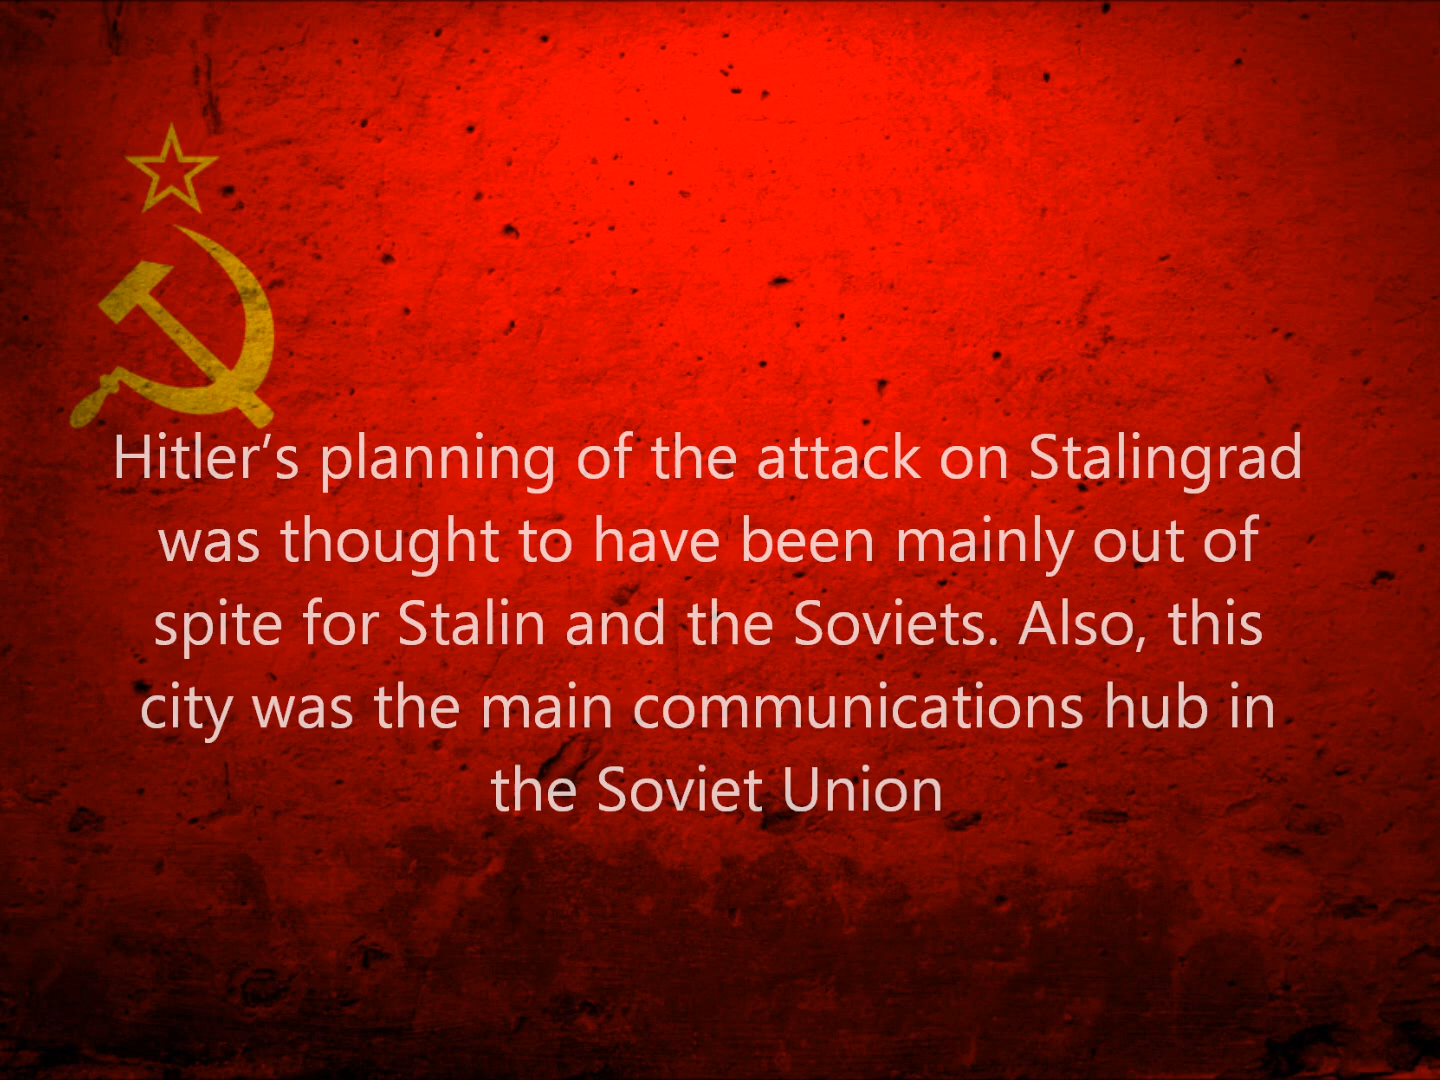 Hitler’s planning of the attack on Stalingrad
was thought to have been mainly out of
spite for Stalin and the Soviets. Also, this
city was the main communications hub in
the Soviet Union